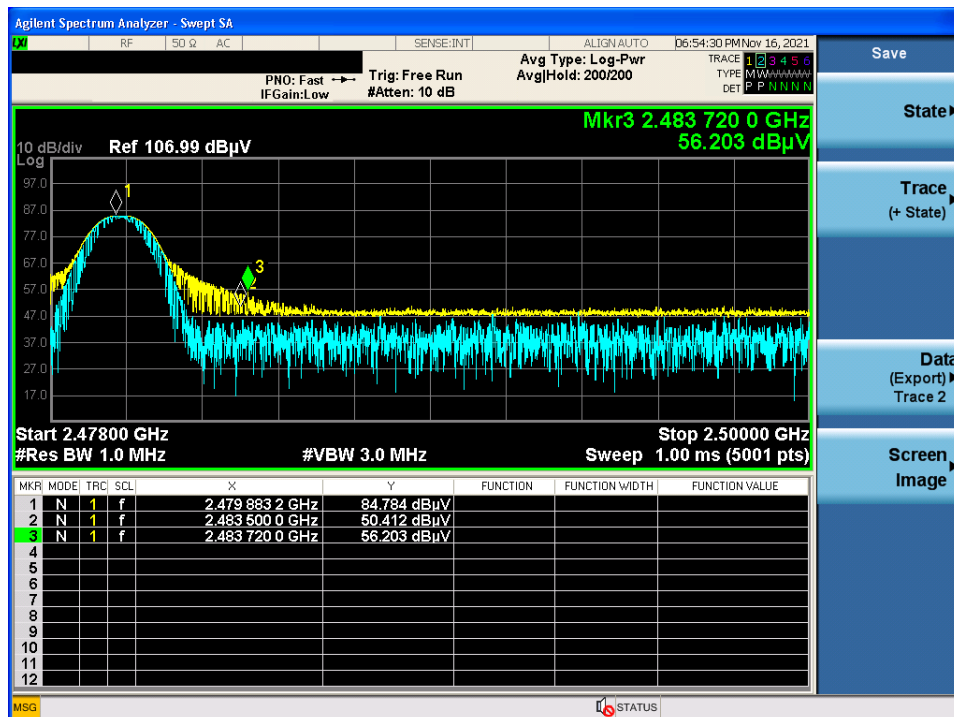 Agilent Spectrum Analyzer - Swept SA
LXI RF 50 Ω AC SENSE:INT ALIGN AUTO 06:54:30 PM Nov 16, 2021
PNO: Fast
IFGain:Low
Trig: Free Run
#Atten: 10 dB
Avg Type: Log-Pwr
Avg|Hold: 200/200
TRACE 1 2 3 4 5 6
TYPE M W W W W W
DET P P N N N N
Mkr3 2.483 720 0 GHz
56.203 dBµV
10 dB/div Ref 106.99 dBµV
Log
97.0
87.0
77.0
67.0
57.0
47.0
37.0
27.0
17.0
1
3
2
Start 2.47800 GHz Stop 2.50000 GHz
#Res BW 1.0 MHz #VBW 3.0 MHz Sweep 1.00 ms (5001 pts)
MKR MODE TRC SCL X Y FUNCTION FUNCTION WIDTH FUNCTION VALUE
1 N 1 f 2.479 883 2 GHz 84.784 dBµV
2 N 1 f 2.483 500 0 GHz 50.412 dBµV
3 N 1 f 2.483 720 0 GHz 56.203 dBµV
4
5
6
7
8
9
10
11
12
MSG STATUS
Save
State
Trace
(+ State)
Data
(Export)
Trace 2
Screen
Image